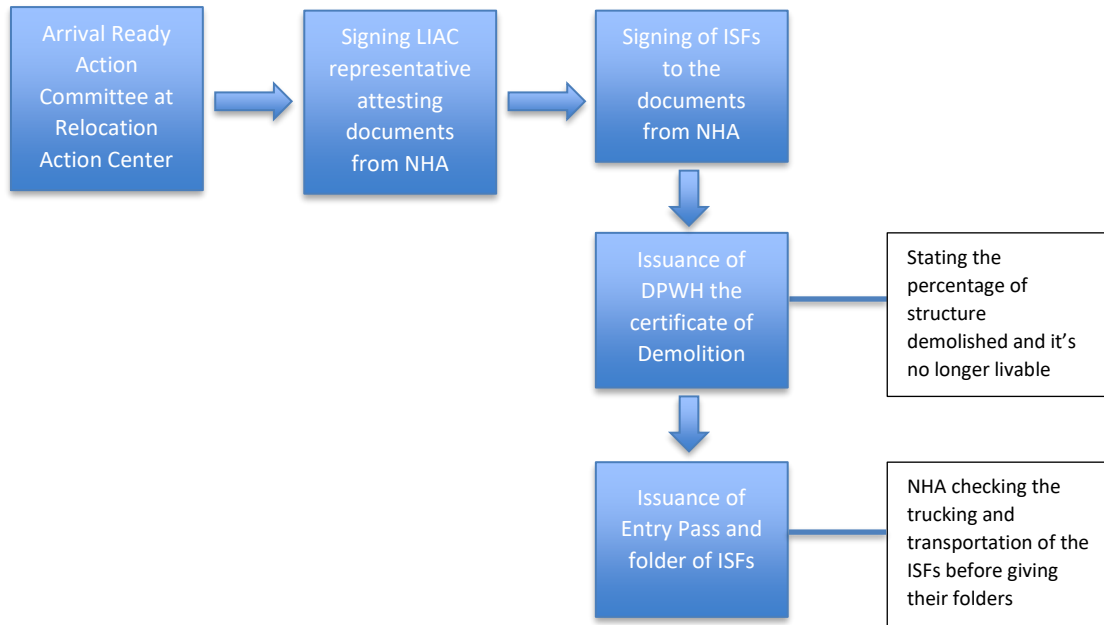 Arrival Ready
Action
Committee at
Relocation
Action Center
Signing LIAC
representative
attesting
documents
from NHA
Signing of ISFs
to the
documents
from NHA
Issuance of
DPWH the
certificate of
Demolition
Stating the
percentage of
structure
demolished and it’s
no longer livable
Issuance of
Entry Pass and
folder of ISFs
NHA checking the
trucking and
transportation of the
ISFs before giving
their folders